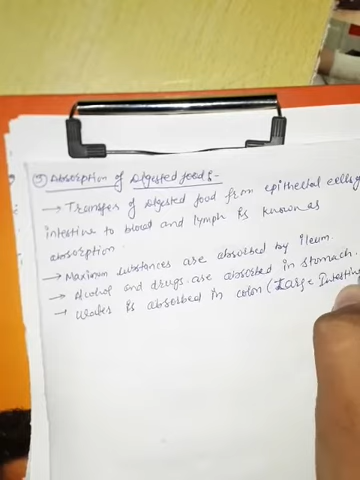 ③ Absorption of Digested food :-
→ Transfer of digested food from epithelial cells of
intestine to blood and lymph is known as
absorption.
→ Maximum substances are absorbed by ileum.
→ Alcohol and drugs are absorbed in stomach.
→ Water is absorbed in colon (Large Intestine